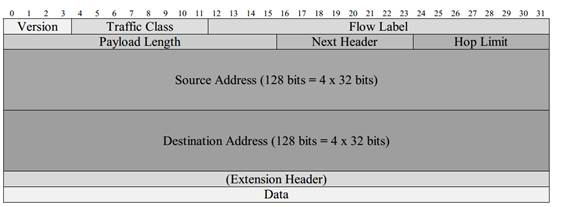 0 1 2 3 4 5 6 7 8 9 10 11 12 13 14 15 16 17 18 19 20 21 22 23 24 25 26 27 28 29 30 31
Version Traffic Class Flow Label
Payload Length Next Header Hop Limit
Source Address (128 bits = 4 x 32 bits)
Destination Address (128 bits = 4 x 32 bits)
(Extension Header)
Data